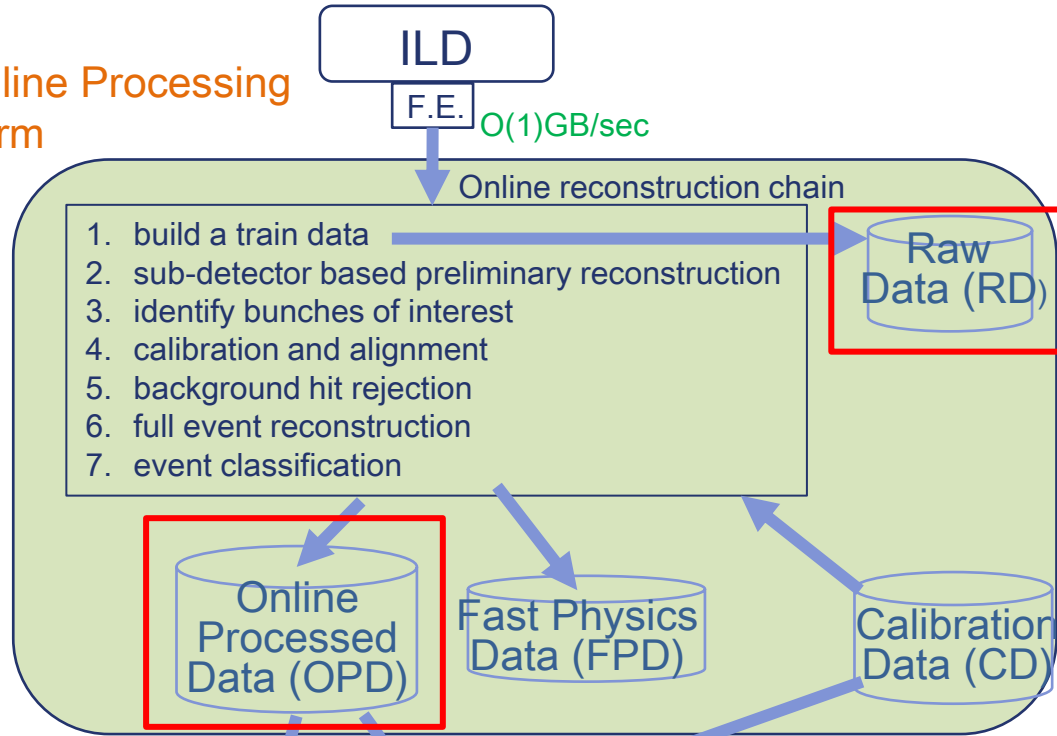 ILD
line Processing
rm
F.E.
O(1)GB/sec
Online reconstruction chain
1. build a train data
2. sub-detector based preliminary reconstruction
3. identify bunches of interest
4. calibration and alignment
5. background hit rejection
6. full event reconstruction
7. event classification
Raw
Data (RD)
Online
Processed
Data (OPD)
Fast Physics
Data (FPD)
Calibration
Data (CD)